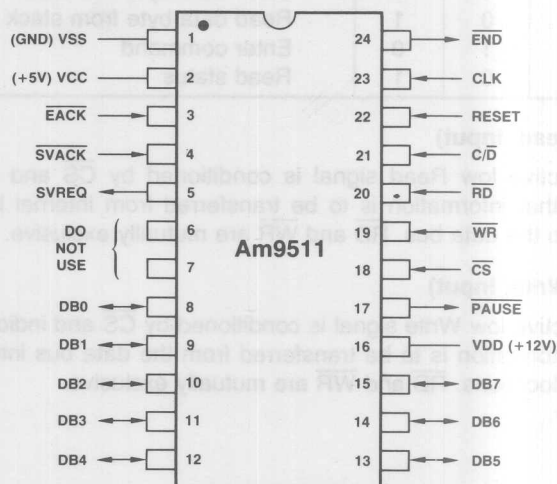 (GND) VSS 1
(+5V) VCC 2
EACK 3
SVACK 4
SVREQ 5
DO NOT USE
6
7
DB0 8
DB1 9
DB2 10
DB3 11
DB4 12
Am9511
24 END
23 CLK
22 RESET
21 C/D
20 RD
19 WR
18 CS
17 PAUSE
16 VDD (+12V)
15 DB7
14 DB6
13 DB5